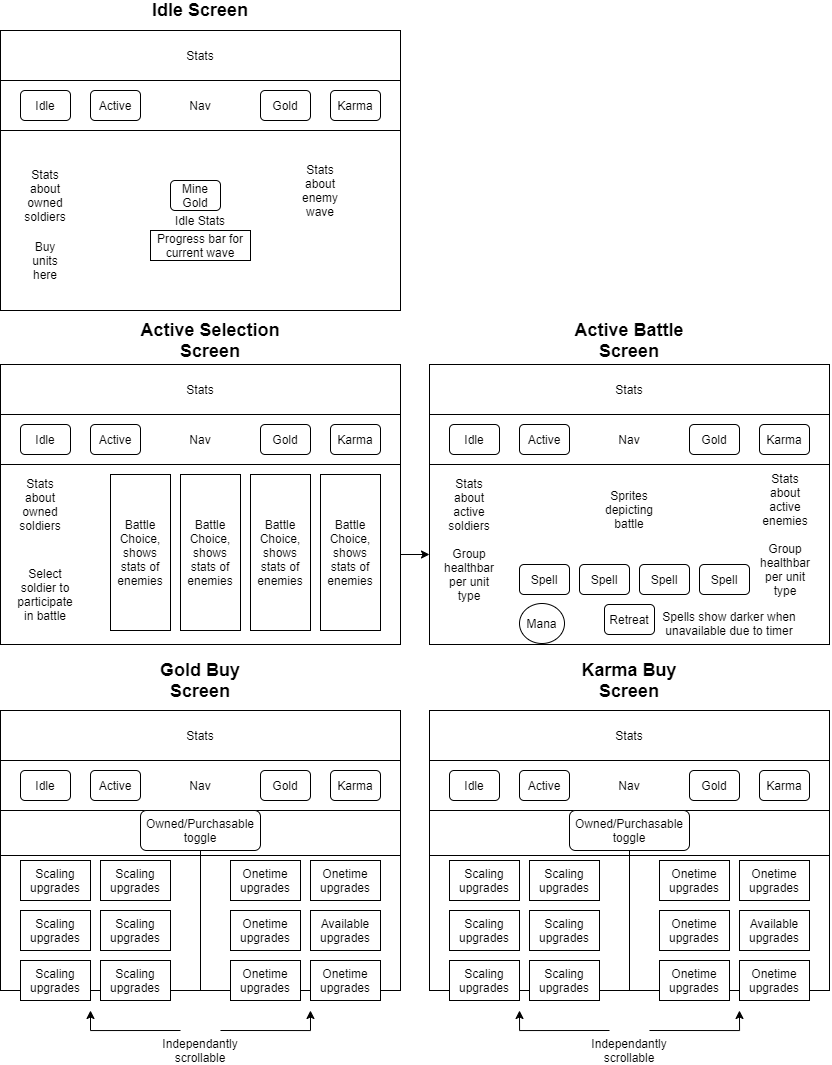 Idle Screen
Stats
Idle
Active
Nav
Gold
Karma
Stats
about
owned
soldiers
Buy
units
here
Mine
Gold
Idle Stats
Progress bar for
current wave
Stats
about
enemy
wave
Active Selection
Screen
Stats
Idle
Active
Nav
Gold
Karma
Stats
about
owned
soldiers
Select
soldier to
participate
in battle
Battle
Choice,
shows
stats of
enemies
Battle
Choice,
shows
stats of
enemies
Battle
Choice,
shows
stats of
enemies
Battle
Choice,
shows
stats of
enemies
Active Battle
Screen
Stats
Idle
Active
Nav
Gold
Karma
Stats
about
active
soldiers
Group
healthbar
per unit
type
Sprites
depicting
battle
Stats
about
active
enemies
Group
healthbar
per unit
type
Spell
Spell
Spell
Spell
Mana
Retreat
Spells show darker when
unavailable due to timer
Gold Buy
Screen
Stats
Idle
Active
Nav
Gold
Karma
Owned/Purchasable
toggle
Scaling
upgrades
Scaling
upgrades
Onetime
upgrades
Onetime
upgrades
Scaling
upgrades
Scaling
upgrades
Onetime
upgrades
Available
upgrades
Scaling
upgrades
Scaling
upgrades
Onetime
upgrades
Onetime
upgrades
Independantly
scrollable
Karma Buy
Screen
Stats
Idle
Active
Nav
Gold
Karma
Owned/Purchasable
toggle
Scaling
upgrades
Scaling
upgrades
Onetime
upgrades
Onetime
upgrades
Scaling
upgrades
Scaling
upgrades
Onetime
upgrades
Available
upgrades
Scaling
upgrades
Scaling
upgrades
Onetime
upgrades
Onetime
upgrades
Independantly
scrollable